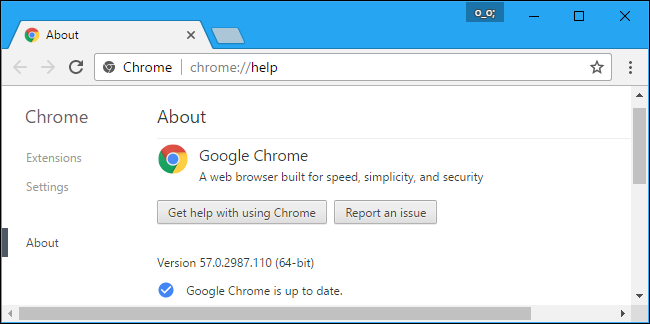 o_o;
About
Chrome chrome://help
Chrome
Extensions
Settings
About
About
Google Chrome
A web browser built for speed, simplicity, and security
Get help with using Chrome Report an issue
Version 57.0.2987.110 (64-bit)
Google Chrome is up to date.